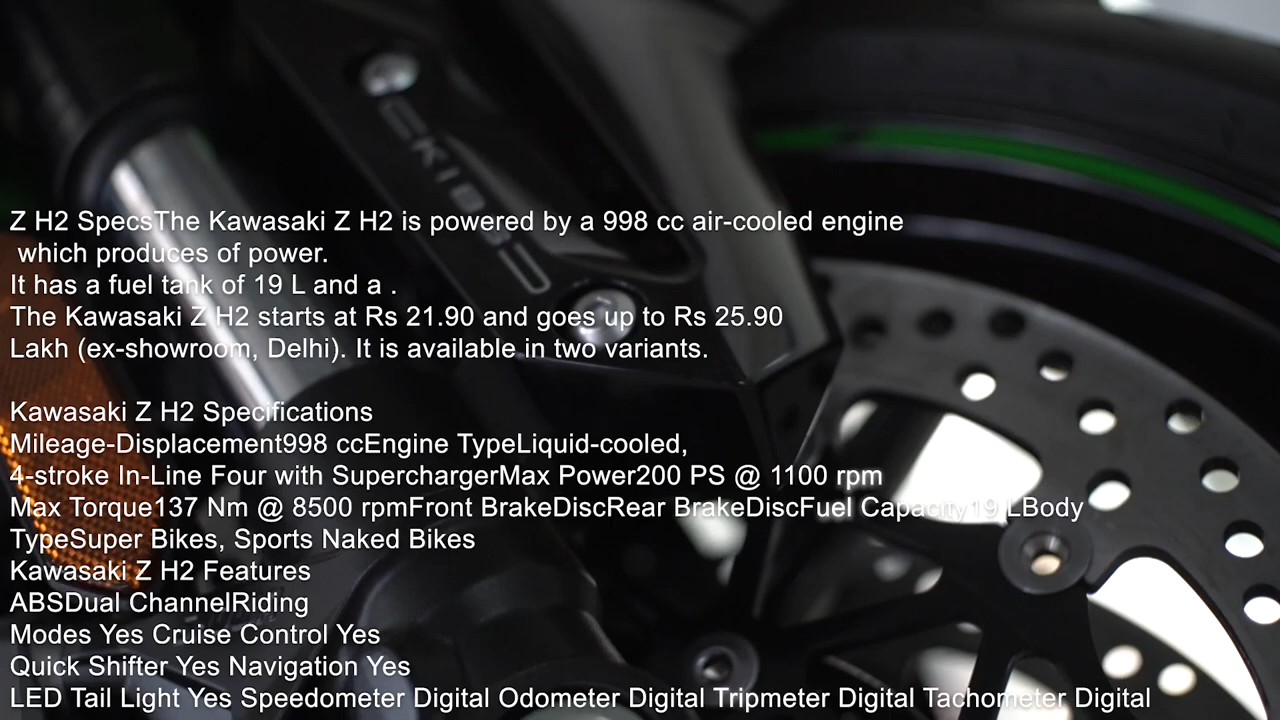 Z H2 SpecsThe Kawasaki Z H2 is powered by a 998 cc air-cooled engine
which produces of power.
It has a fuel tank of 19 L and a .
The Kawasaki Z H2 starts at Rs 21.90 and goes up to Rs 25.90
Lakh (ex-showroom, Delhi). It is available in two variants.
Kawasaki Z H2 Specifications
Mileage-Displacement998 ccEngine TypeLiquid-cooled,
4-stroke In-Line Four with SuperchargerMax Power200 PS @ 1100 rpm
Max Torque137 Nm @ 8500 rpmFront BrakeDiscRear BrakeDiscFuel Capacity19 LBody
TypeSuper Bikes, Sports Naked Bikes
Kawasaki Z H2 Features
ABSDual ChannelRiding
Modes Yes Cruise Control Yes
Quick Shifter Yes Navigation Yes
LED Tail Light Yes Speedometer Digital Odometer Digital Tripmeter Digital Tachometer Digital